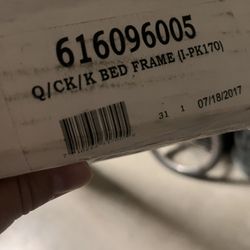 616096005
Q/CK/K BED FRAME (I-PK170)
31 1 07/18/2017